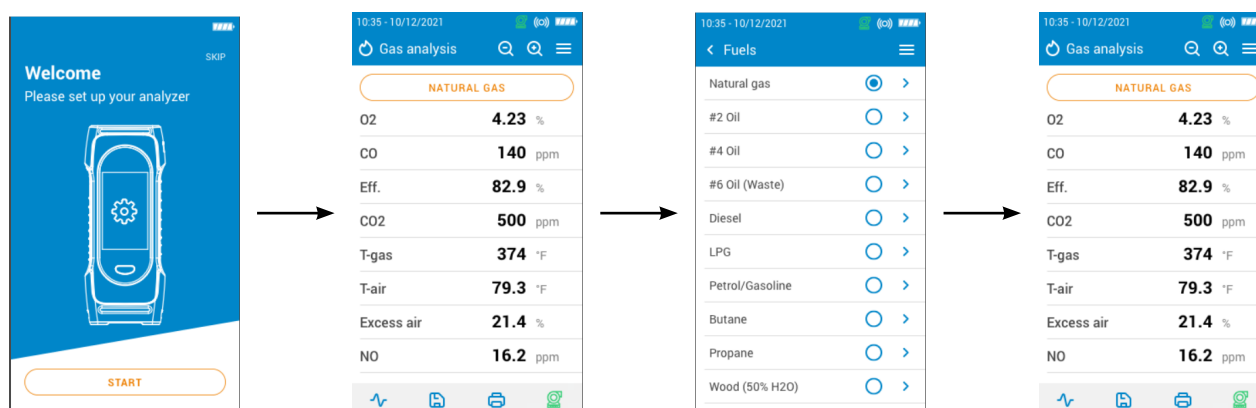 SKIP
Welcome
Please set up your analyzer
START
10:35 - 10/12/2021
Gas analysis
NATURAL GAS
O2 4.23 %
CO 140 ppm
Eff. 82.9 %
CO2 500 ppm
T-gas 374 °F
T-air 79.3 °F
Excess air 21.4 %
NO 16.2 ppm
10:35 - 10/12/2021
Fuels
Natural gas
#2 Oil
#4 Oil
#6 Oil (Waste)
Diesel
LPG
Petrol/Gasoline
Butane
Propane
Wood (50% H2O)
10:35 - 10/12/2021
Gas analysis
NATURAL GAS
O2 4.23 %
CO 140 ppm
Eff. 82.9 %
CO2 500 ppm
T-gas 374 °F
T-air 79.3 °F
Excess air 21.4 %
NO 16.2 ppm